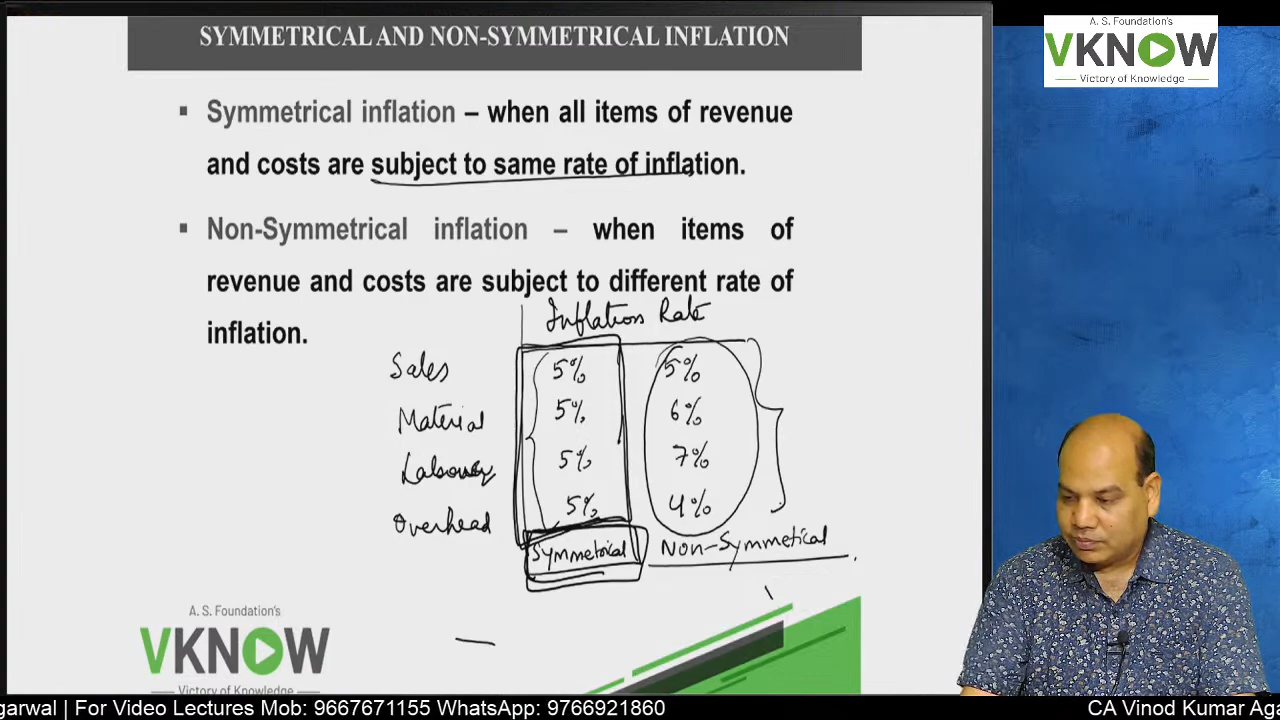 SYMMETRICAL AND NON-SYMMETRICAL INFLATION
A. S. Foundation's
VKNOW
Victory of Knowledge
▪ Symmetrical inflation – when all items of revenue
and costs are subject to same rate of inflation.
▪ Non-Symmetrical inflation – when items of
revenue and costs are subject to different rate of
inflation.
Inflation Rate
Sales 5% 5%
Material 5% 6%
Labour 5% 7%
Overhead 5% 4%
Symmetrical Non-Symmetical
A. S. Foundation's
VKNOW
Victory of Knowledge
garwal | For Video Lectures Mob: 9667671155 WhatsApp: 9766921860 CA Vinod Kumar Aga